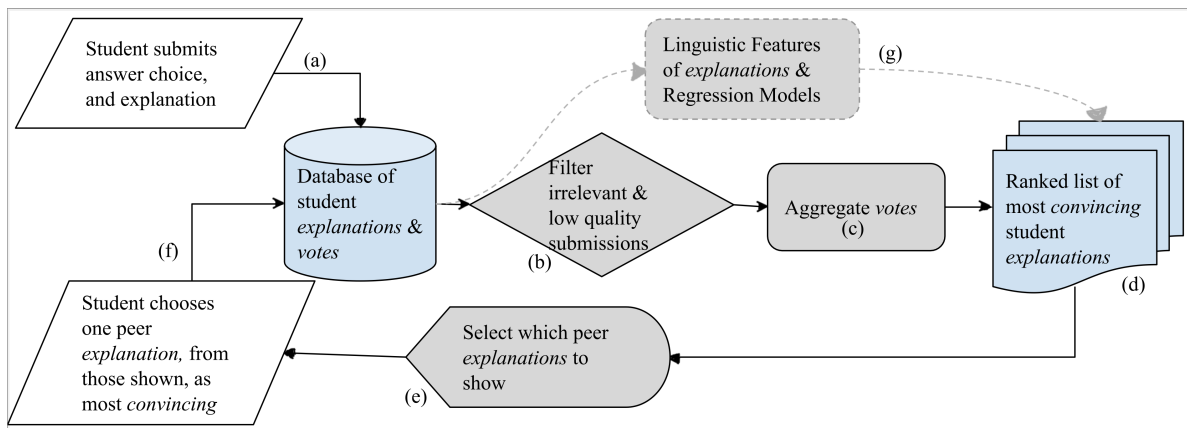 Student submits
answer choice,
and explanation
(a)
Linguistic Features
of explanations &
Regression Models
(g)
Database of
student
explanations &
votes
Filter
irrelevant &
low quality
submissions
(b)
Aggregate votes
(c)
Ranked list of
most convincing
student
explanations
(d)
Select which peer
explanations to
show
(e)
Student chooses
one peer
explanation, from
those shown, as
most convincing
(f)